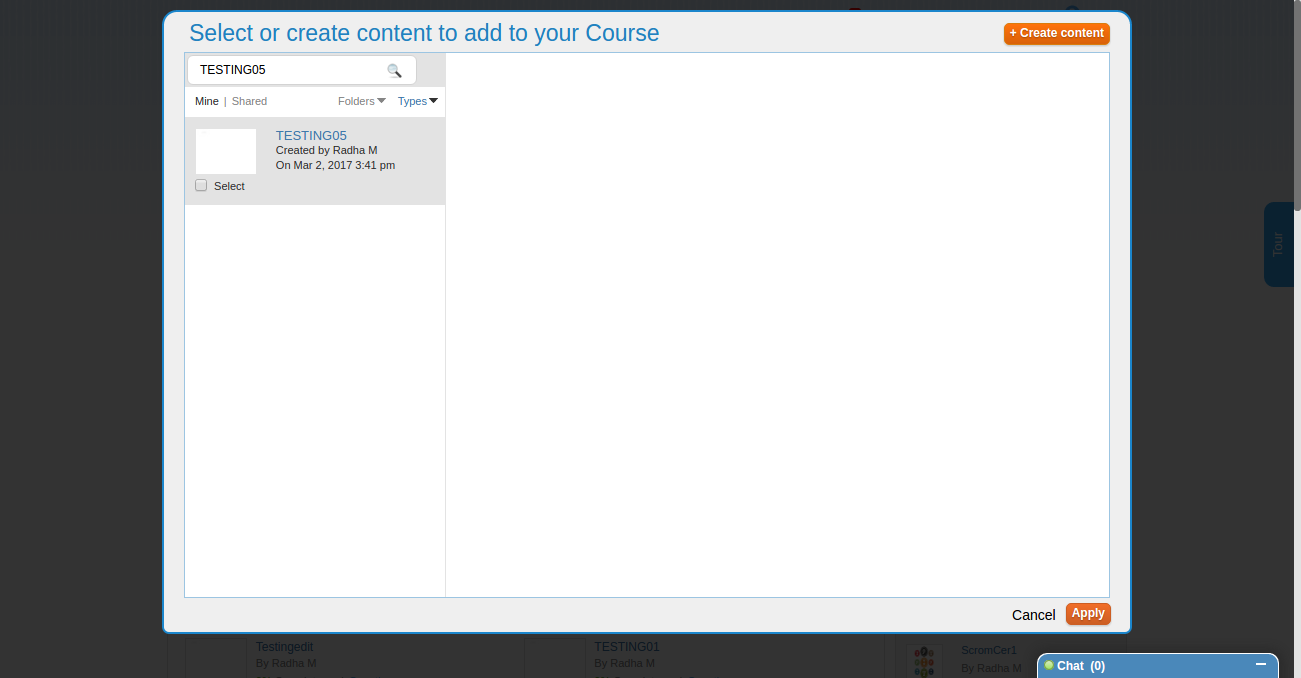 Select or create content to add to your Course
+ Create content
TESTING05
Mine | Shared Folders Types
TESTING05
Created by Radha M
On Mar 2, 2017 3:41 pm
Select
Tour
Cancel Apply
Testingedit
By Radha M
TESTING01
By Radha M
ScromCer1
By Radha M
Chat (0)